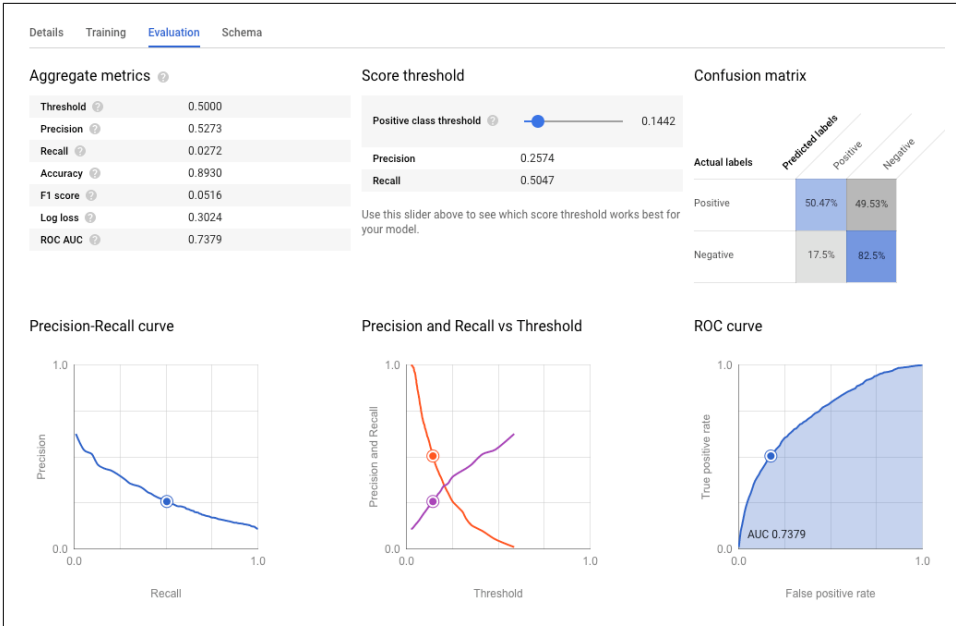 Details Training Evaluation Schema
Aggregate metrics ?
Threshold ? 0.5000
Precision ? 0.5273
Recall ? 0.0272
Accuracy ? 0.8930
F1 score ? 0.0516
Log loss ? 0.3024
ROC AUC ? 0.7379
Score threshold
Positive class threshold ? 0.1442
Precision 0.2574
Recall 0.5047
Use this slider above to see which score threshold works best for
your model.
Confusion matrix
Actual labels Predicted labels Positive Negative
Positive 50.47% 49.53%
Negative 17.5% 82.5%
Precision-Recall curve
1.0
Precision
0.0
0.0 1.0
Recall
Precision and Recall vs Threshold
1.0
Precision and Recall
0.0
0.0 1.0
Threshold
ROC curve
1.0
True positive rate
AUC 0.7379
0.0
0.0 1.0
False positive rate